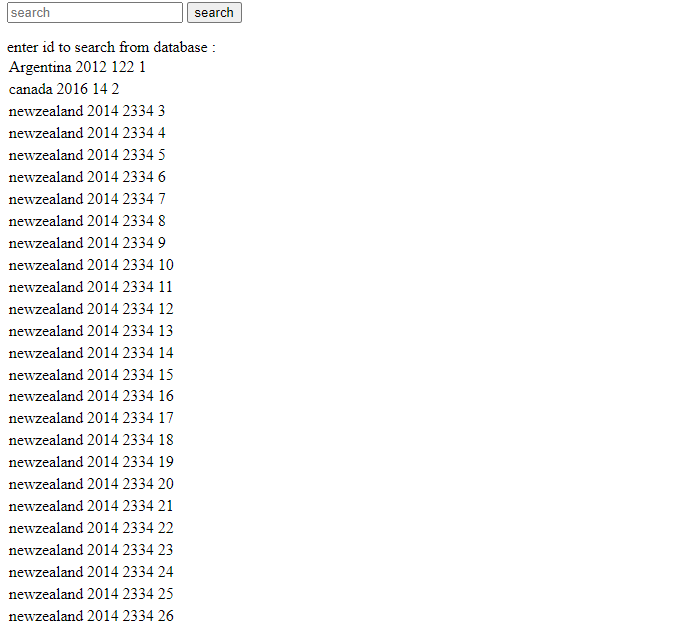 search search
enter id to search from database :
Argentina 2012 122 1
canada 2016 14 2
newzealand 2014 2334 3
newzealand 2014 2334 4
newzealand 2014 2334 5
newzealand 2014 2334 6
newzealand 2014 2334 7
newzealand 2014 2334 8
newzealand 2014 2334 9
newzealand 2014 2334 10
newzealand 2014 2334 11
newzealand 2014 2334 12
newzealand 2014 2334 13
newzealand 2014 2334 14
newzealand 2014 2334 15
newzealand 2014 2334 16
newzealand 2014 2334 17
newzealand 2014 2334 18
newzealand 2014 2334 19
newzealand 2014 2334 20
newzealand 2014 2334 21
newzealand 2014 2334 22
newzealand 2014 2334 23
newzealand 2014 2334 24
newzealand 2014 2334 25
newzealand 2014 2334 26